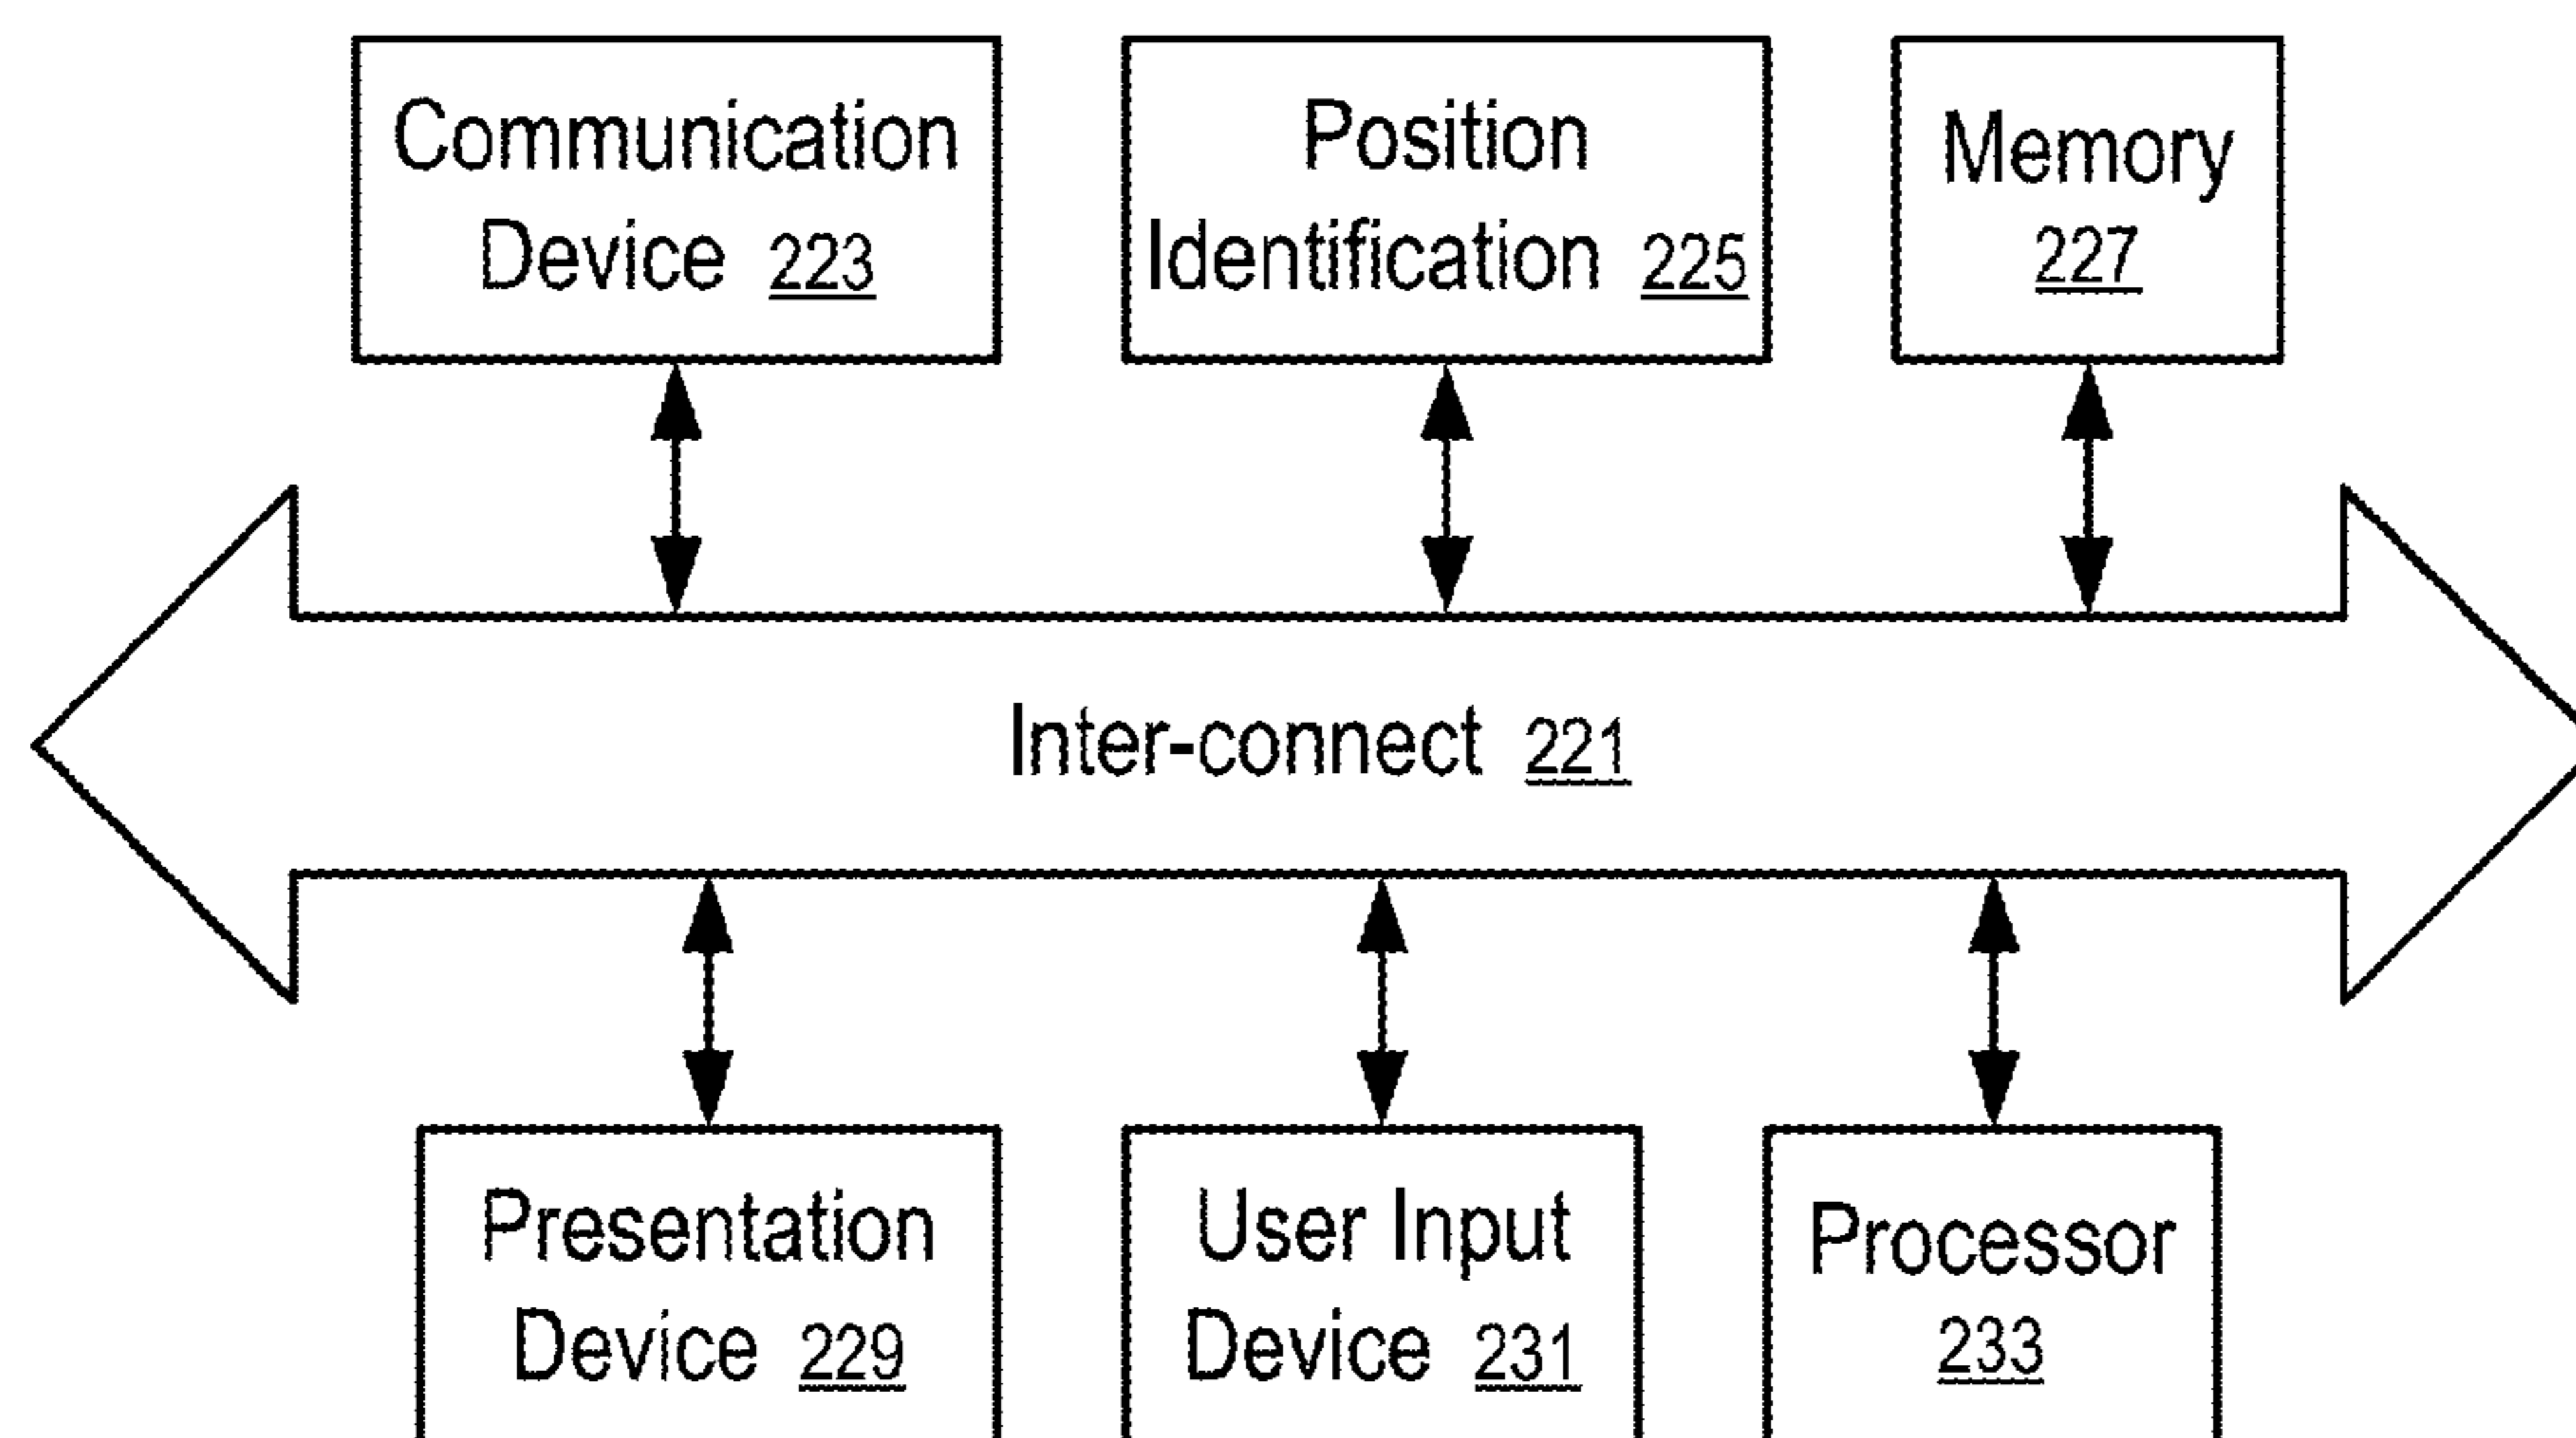 Communication
Device 223
Position
Identification 225
Memory
227
Inter-connect 221
Presentation
Device 229
User Input
Device 231
Processor
233